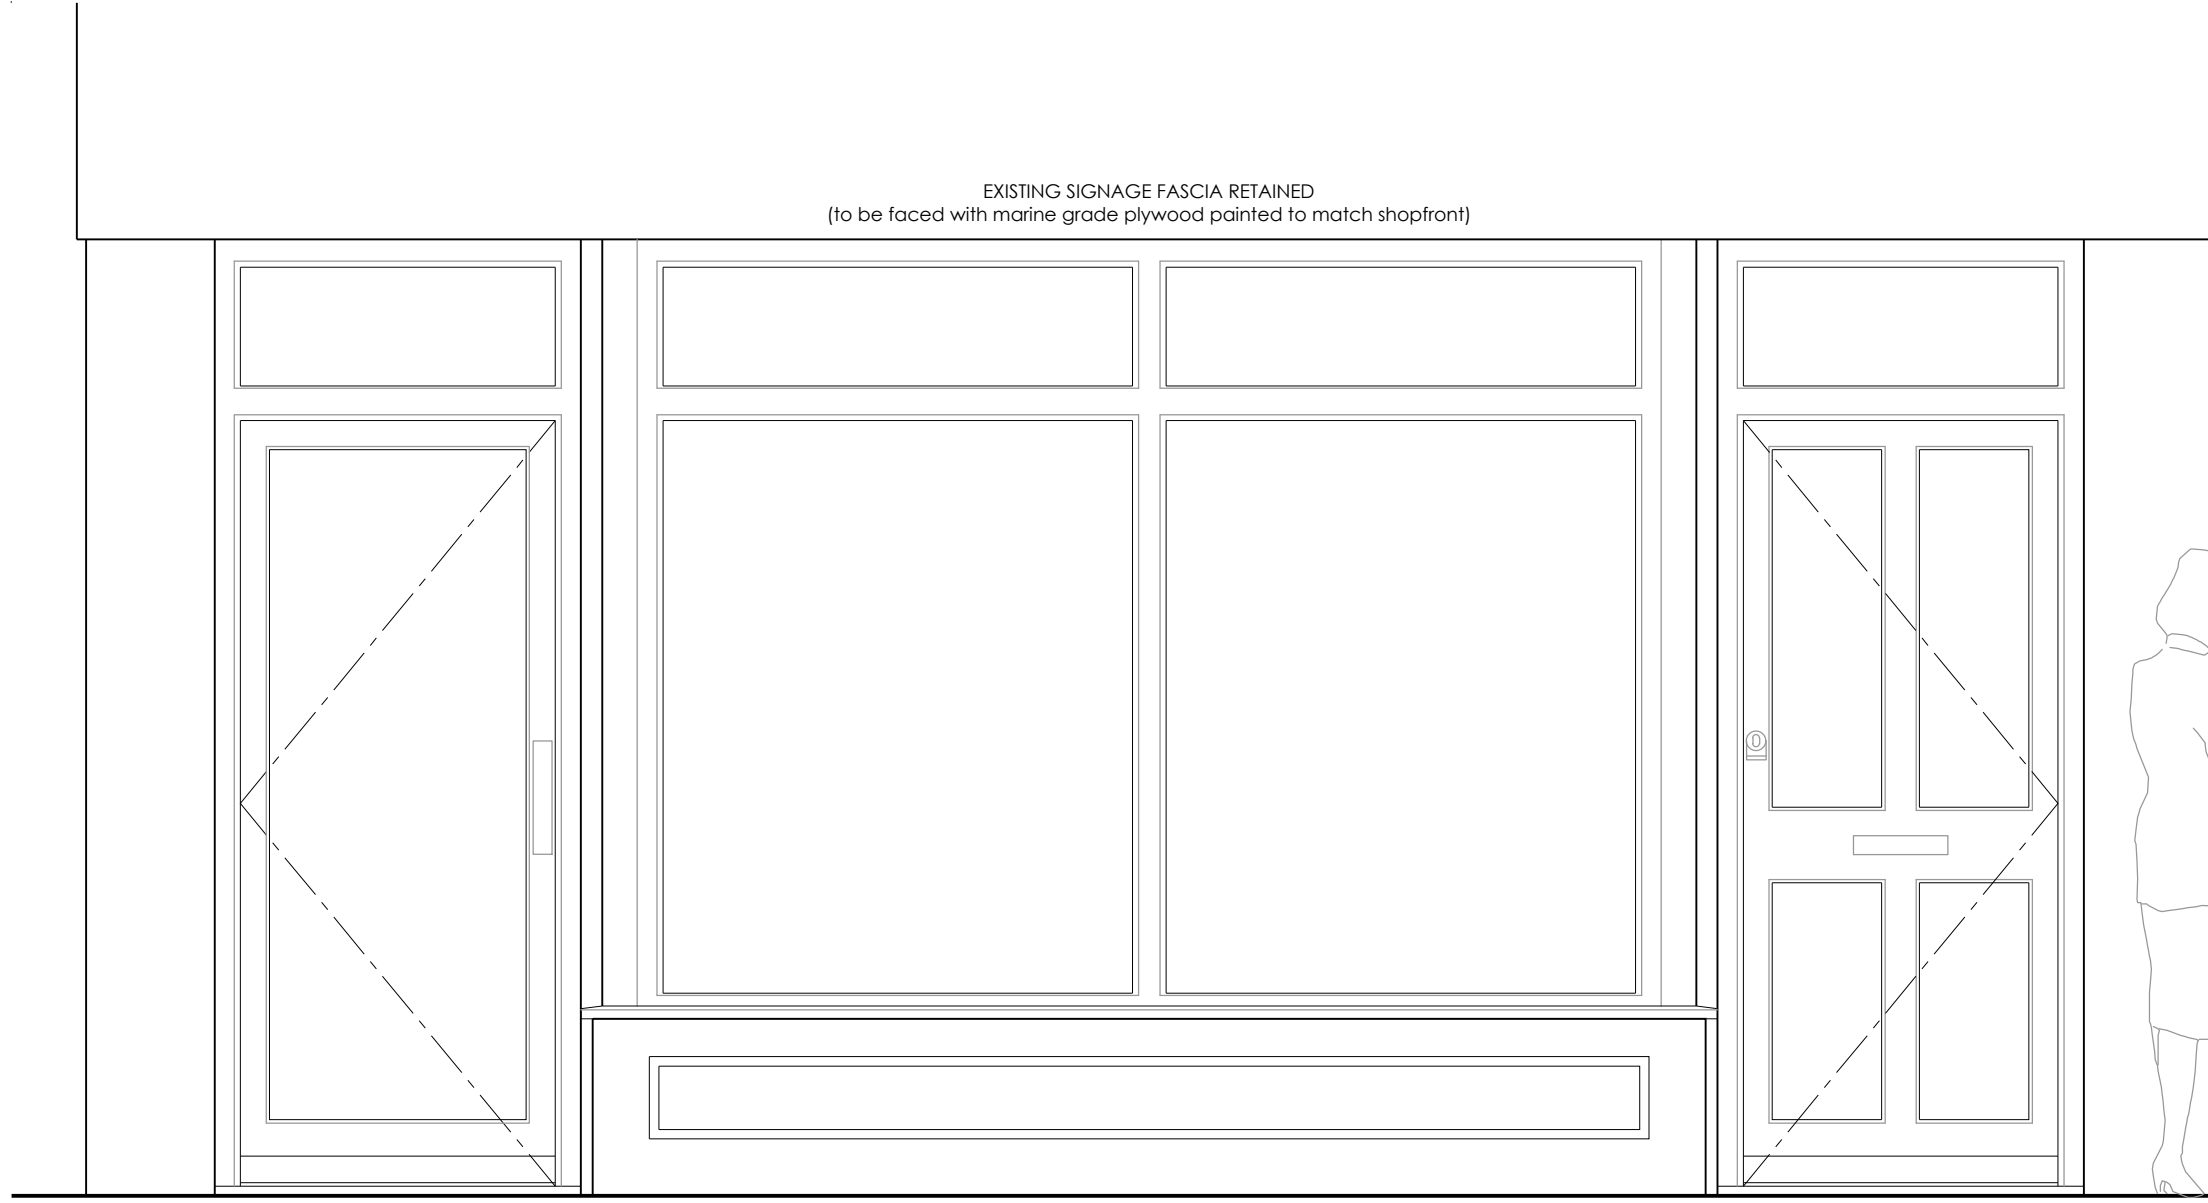 EXISTING SIGNAGE FASCIA RETAINED
(to be faced with marine grade plywood painted to match shopfront)